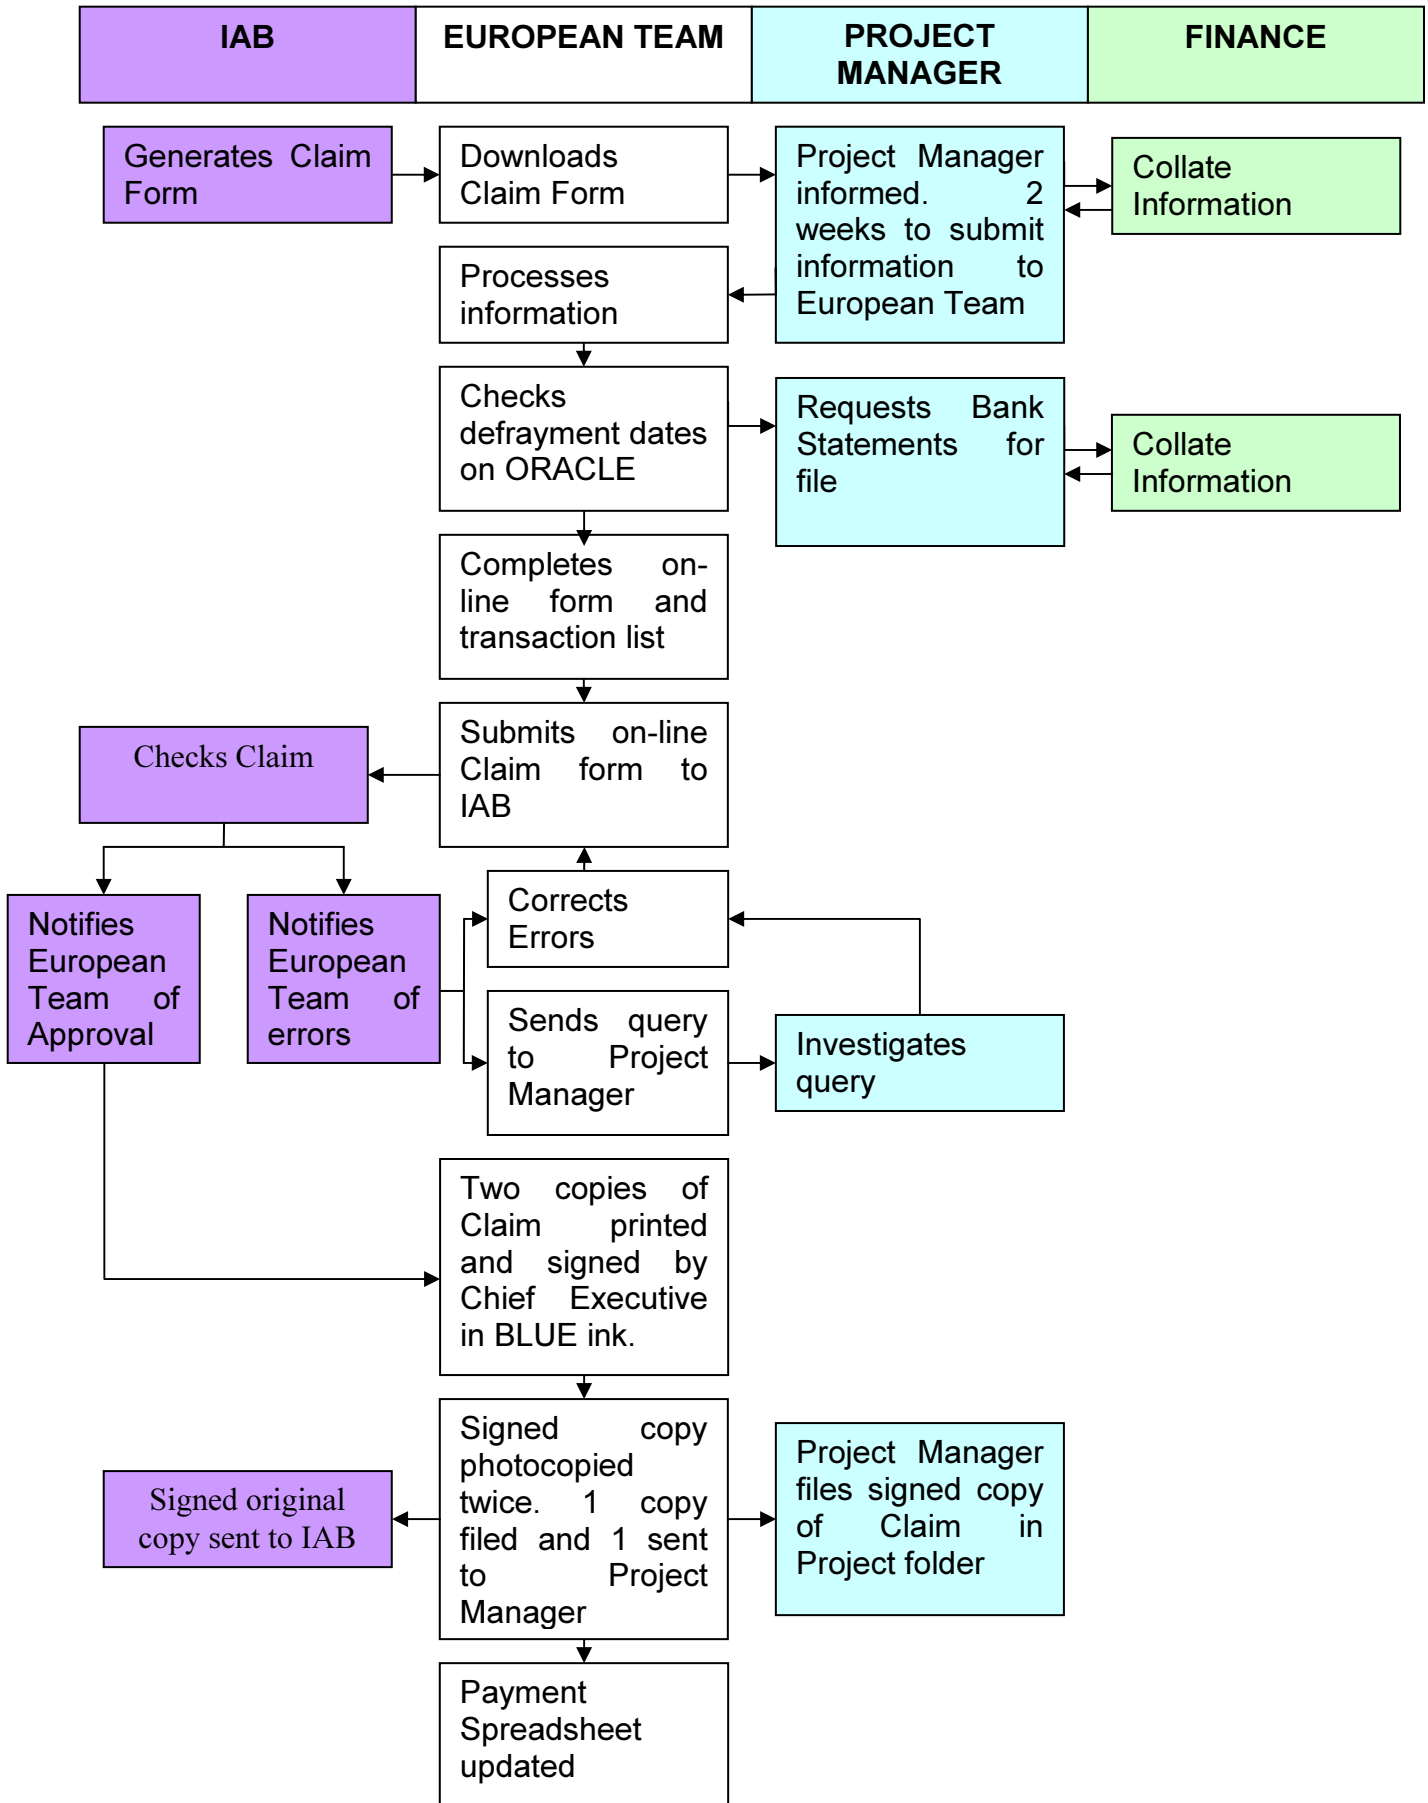 IAB
EUROPEAN TEAM
PROJECT
MANAGER
FINANCE
Generates Claim
Form
Downloads
Claim Form
Project Manager
informed. 2
weeks to submit
information to
European Team
Collate
Information
Processes
information
Checks
defrayment dates
on ORACLE
Requests Bank
Statements for
file
Collate
Information
Completes on-
line form and
transaction list
Submits on-line
Claim form to
IAB
Checks Claim
Notifies
European
Team of
Approval
Notifies
European
Team of
errors
Corrects
Errors
Sends query
to Project
Manager
Investigates
query
Two copies of
Claim printed
and signed by
Chief Executive
in BLUE ink.
Signed copy
photocopied
twice. 1 copy
filed and 1 sent
to Project
Manager
Signed original
copy sent to IAB
Project Manager
files signed copy
of Claim in
Project folder
Payment
Spreadsheet
updated